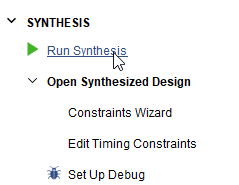 SYNTHESIS
Run Synthesis
Open Synthesized Design
Constraints Wizard
Edit Timing Constraints
Set Up Debug